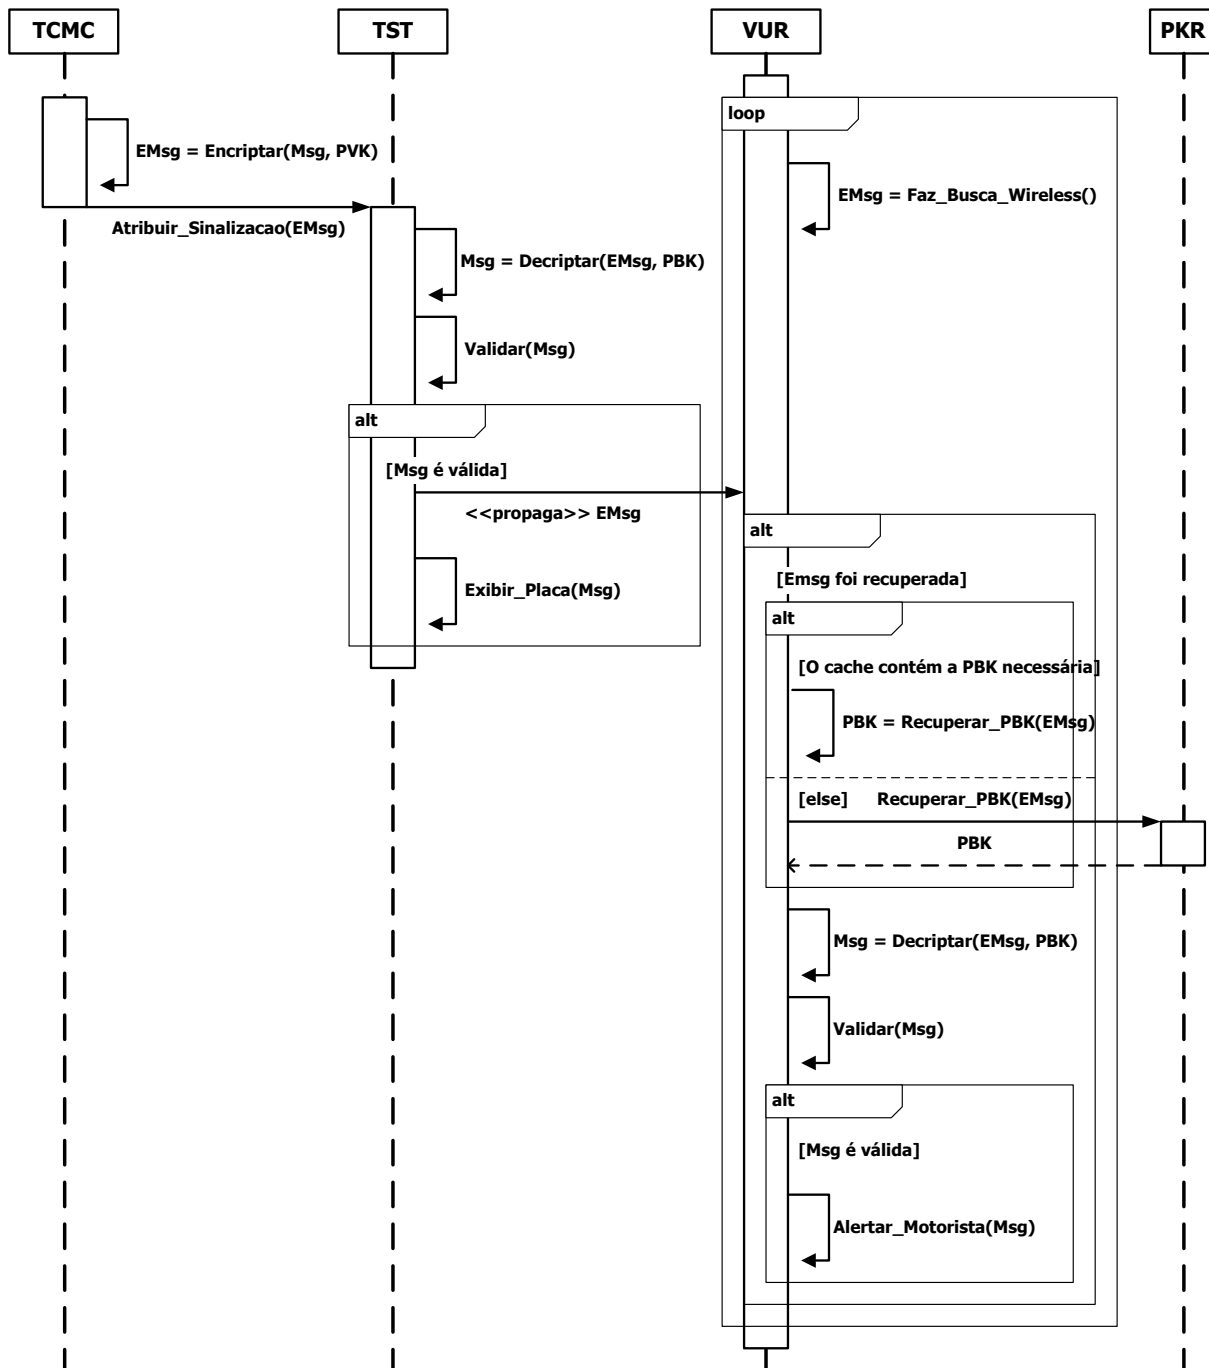 TCMC
TST
VUR
PKR
loop
EMsg = Encriptar(Msg, PVK)
EMsg = Faz_Busca_Wireless()
Atribuir_Sinalizacao(EMsg)
Msg = Decriptar(EMsg, PBK)
Validar(Msg)
alt
[Msg é válida]
<<propaga>> EMsg
alt
[Emsg foi recuperada]
Exibir_Placa(Msg)
alt
[O cache contém a PBK necessária]
PBK = Recuperar_PBK(EMsg)
[else] Recuperar_PBK(EMsg)
PBK
Msg = Decriptar(EMsg, PBK)
Validar(Msg)
alt
[Msg é válida]
Alertar_Motorista(Msg)